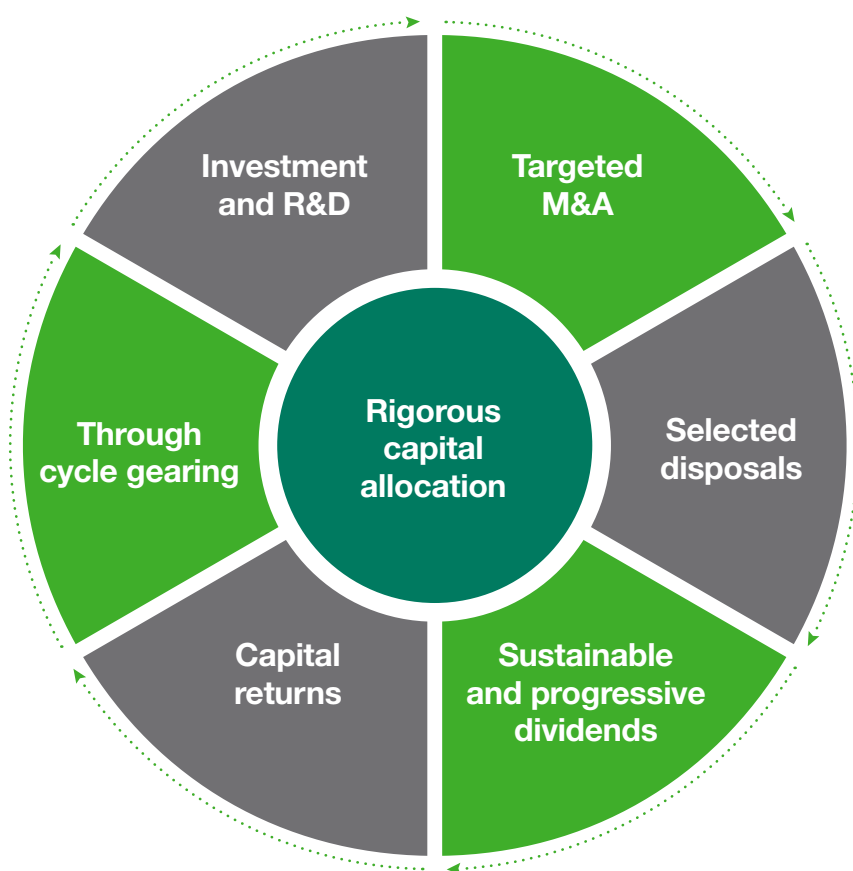 Investment
and R&D
Targeted
M&A
Selected
disposals
Sustainable
and progressive
dividends
Capital
returns
Through
cycle gearing
Rigorous
capital
allocation